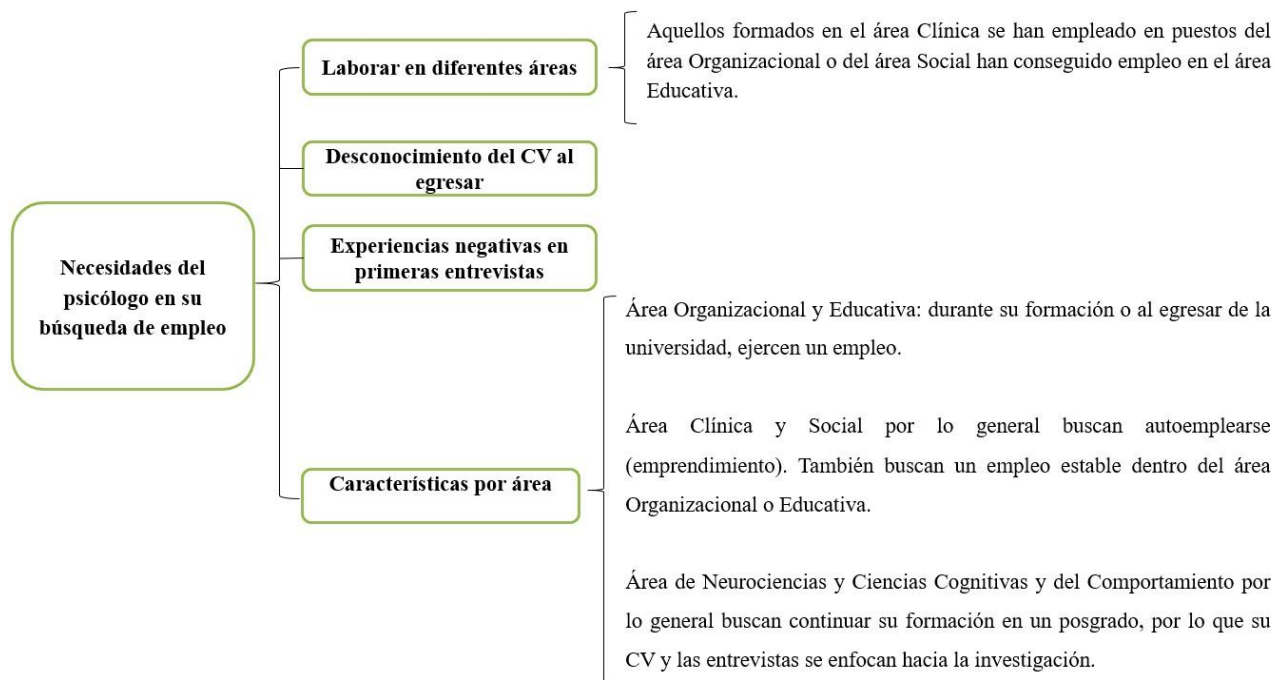 Laborar en diferentes áreas
Aquellos formados en el área Clínica se han empleado en puestos del
área Organizacional o del área Social han conseguido empleo en el área
Educativa.
Desconocimiento del CV al
egresar
Experiencias negativas en
primeras entrevistas
Necesidades del
psicólogo en su
búsqueda de empleo
Características por área
Área Organizacional y Educativa: durante su formación o al egresar de la
universidad, ejercen un empleo.
Área Clínica y Social por lo general buscan autoemplearse
(emprendimiento). También buscan un empleo estable dentro del área
Organizacional o Educativa.
Área de Neurociencias y Ciencias Cognitivas y del Comportamiento por
lo general buscan continuar su formación en un posgrado, por lo que su
CV y las entrevistas se enfocan hacia la investigación.